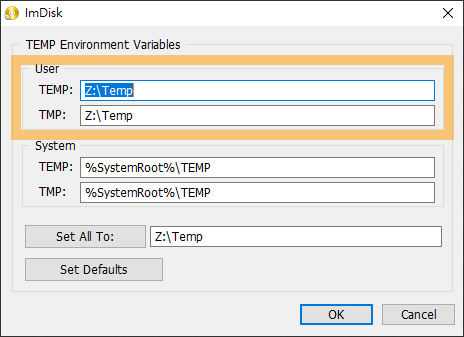 ImDisk
TEMP Environment Variables
User
TEMP: Z:\Temp
TMP: Z:\Temp
System
TEMP: %SystemRoot%\TEMP
TMP: %SystemRoot%\TEMP
Set All To: Z:\Temp
Set Defaults
OK Cancel